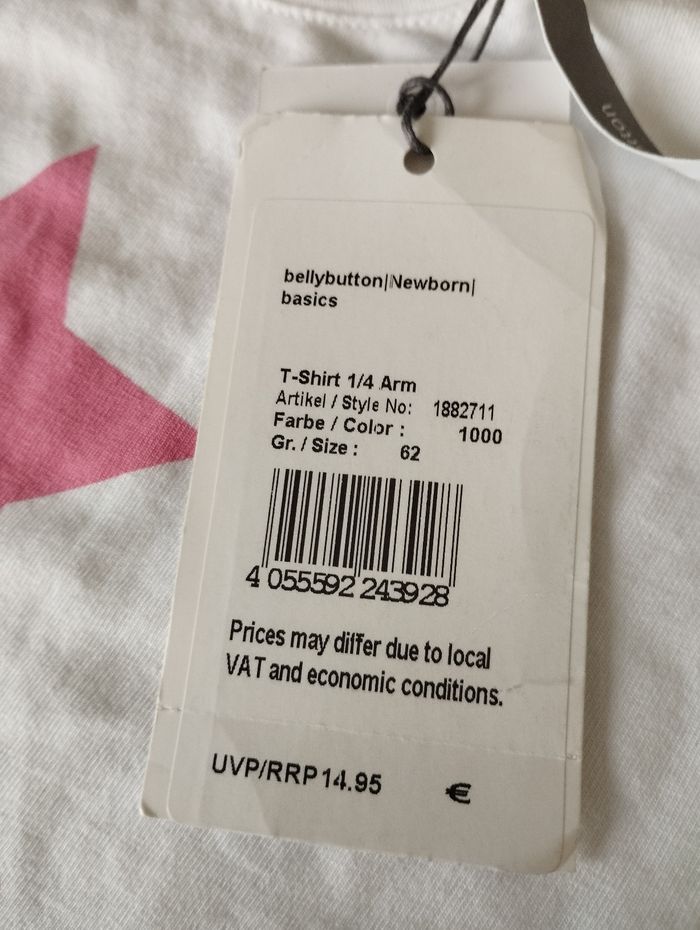 bellybutton|Newborn|
basics
T-Shirt 1/4 Arm
Artikel / Style No: 1882711
Farbe / Color : 1000
Gr. / Size : 62
4 055592 243928
Prices may differ due to local
VAT and economic conditions.
UVP/RRP 14.95 €